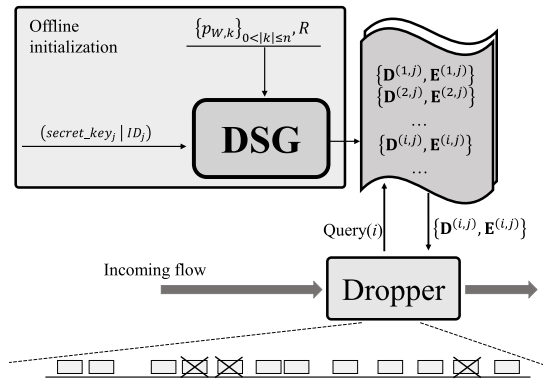 Offline
initialization
{p_{W,k}}_{0<|k|≤n}, R
(secret_key_j | ID_j)
DSG
{D^{(1,j)}, E^{(1,j)}}
{D^{(2,j)}, E^{(2,j)}}
...
{D^{(i,j)}, E^{(i,j)}}
...
Query(i)
{D^{(i,j)}, E^{(i,j)}}
Incoming flow
Dropper